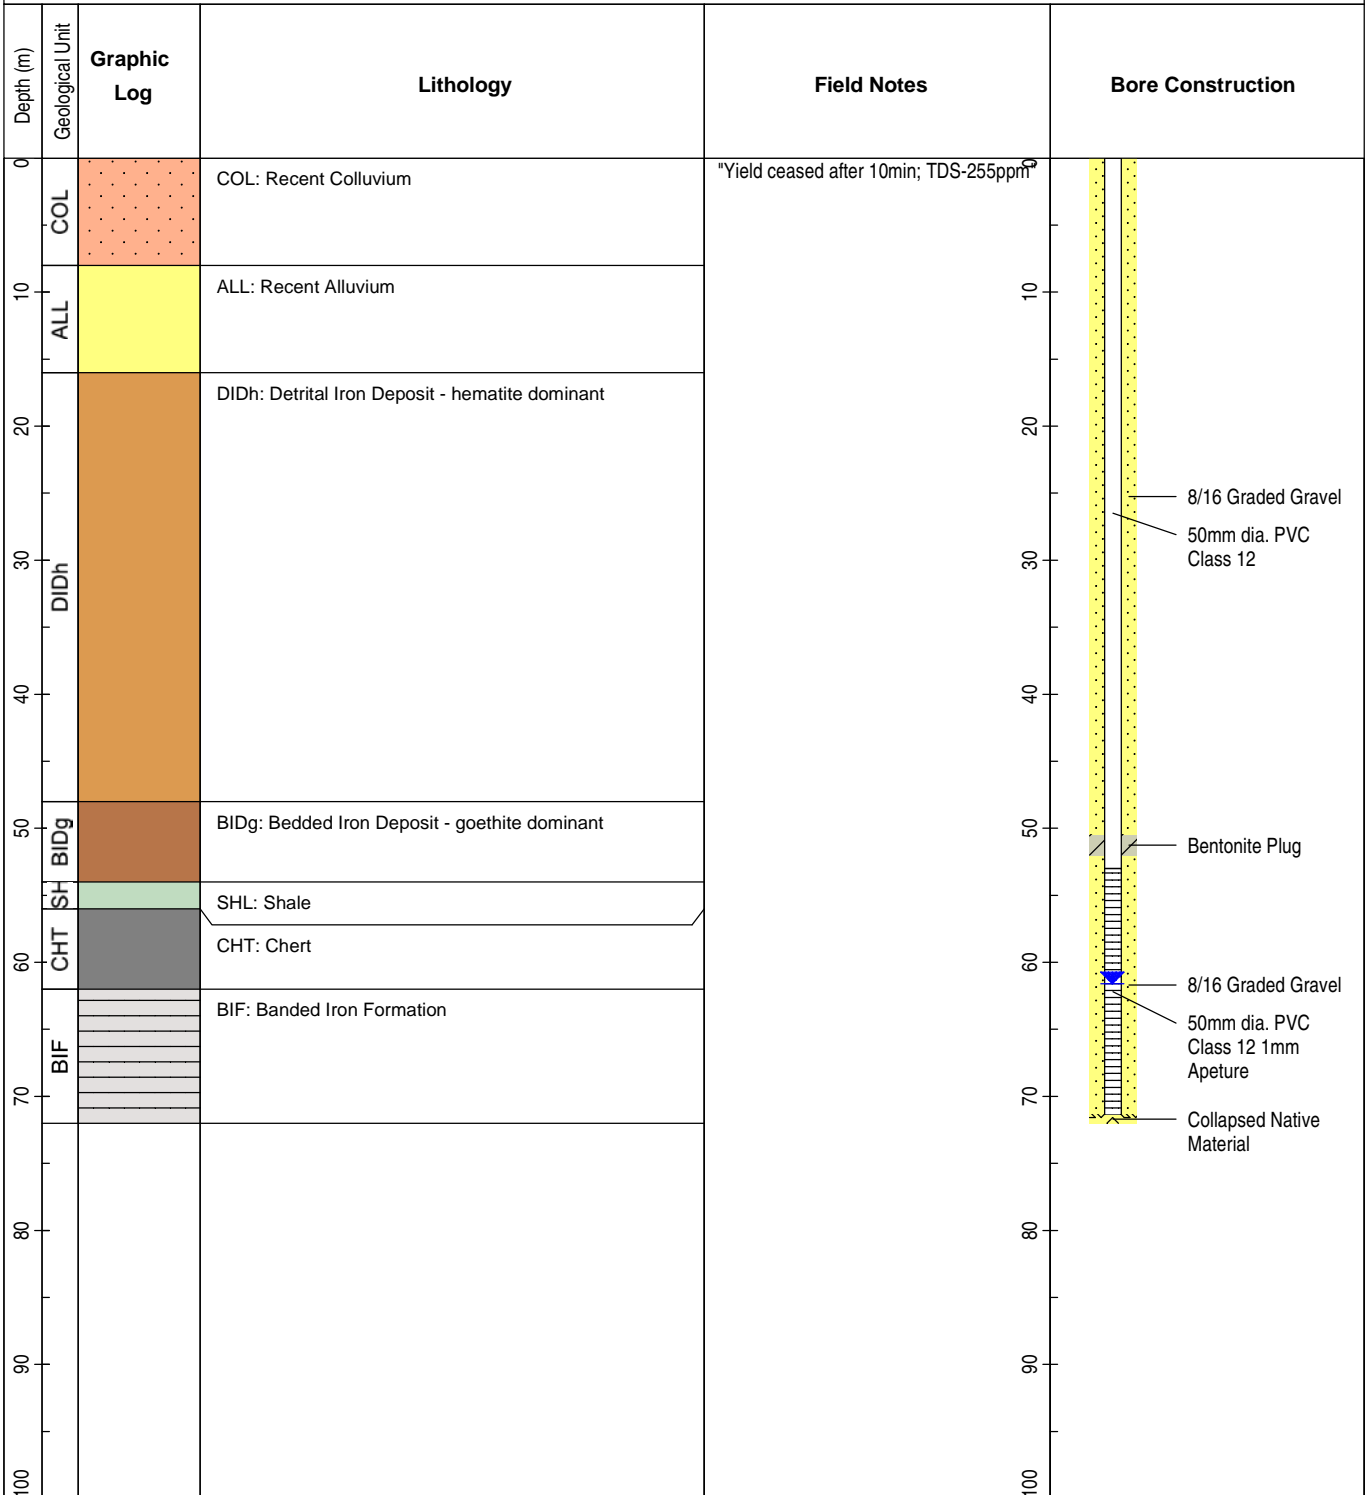 Depth (m)
Geological Unit
Graphic
Log
Lithology
Field Notes
Bore Construction
0
10
20
30
40
50
60
70
80
90
100
COL
ALL
DIDh
BIDg
SH
CHT
BIF
COL: Recent Colluvium
ALL: Recent Alluvium
DIDh: Detrital Iron Deposit - hematite dominant
BIDg: Bedded Iron Deposit - goethite dominant
SHL: Shale
CHT: Chert
BIF: Banded Iron Formation
"Yield ceased after 10min; TDS-255ppm"
0
10
20
30
40
50
60
70
80
90
100
8/16 Graded Gravel
50mm dia. PVC
Class 12
Bentonite Plug
8/16 Graded Gravel
50mm dia. PVC
Class 12 1mm
Apeture
Collapsed Native
Material